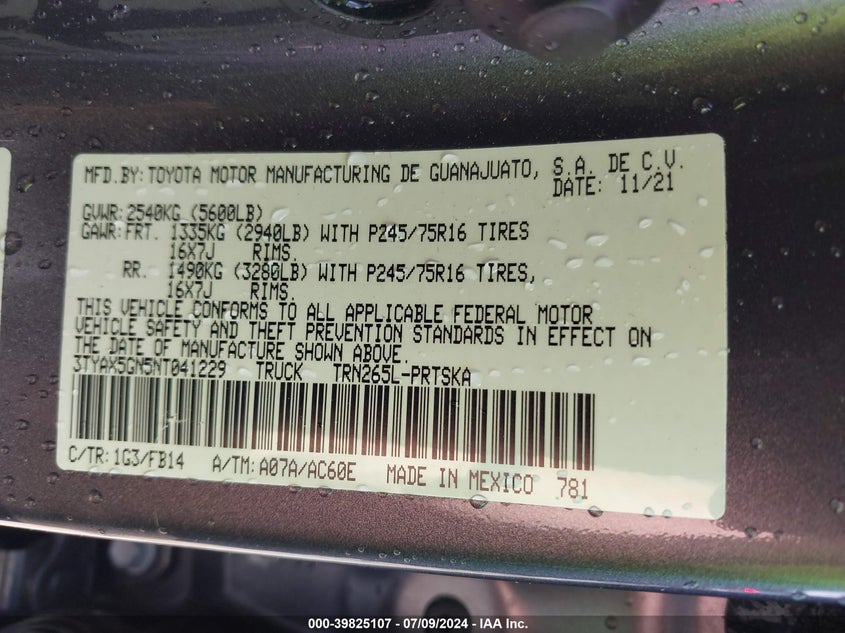 MFD.BY:TOYOTA MOTOR MANUFACTURING DE GUANAJUATO, S.A. DE C.V.
DATE: 11/21
GVWR:2540KG (5600LB)
GAWR:FRT. 1335KG (2940LB) WITH P245/75R16 TIRES
16X7J RIMS.
RR. 1490KG (3280LB) WITH P245/75R16 TIRES,
16X7J RIMS.
THIS VEHICLE CONFORMS TO ALL APPLICABLE FEDERAL MOTOR
VEHICLE SAFETY AND THEFT PREVENTION STANDARDS IN EFFECT ON
THE DATE OF MANUFACTURE SHOWN ABOVE.
3TYAX5GN5NT041229 TRUCK TRN265L-PRTSKA
C/TR:1G3/FB14 A/TM:A07A/AC60E MADE IN MEXICO 781
000-39825107 - 07/09/2024 - IAA Inc.